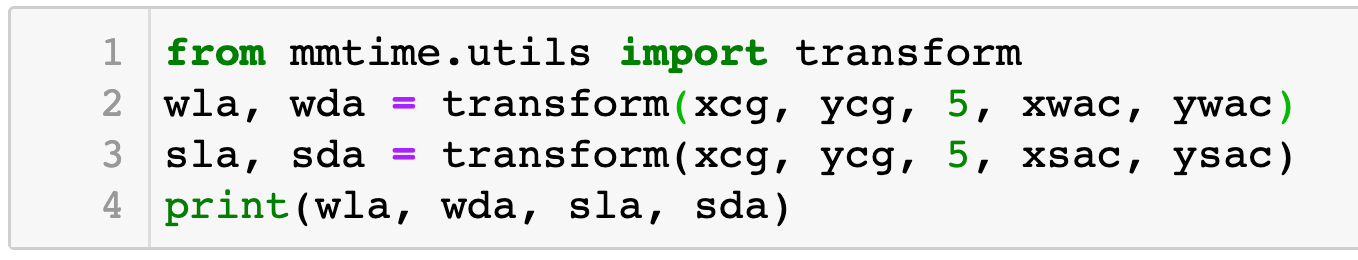 1 from mmtime.utils import transform
2 wla, wda = transform(xcg, ycg, 5, xwac, ywac)
3 sla, sda = transform(xcg, ycg, 5, xsac, ysac)
4 print(wla, wda, sla, sda)